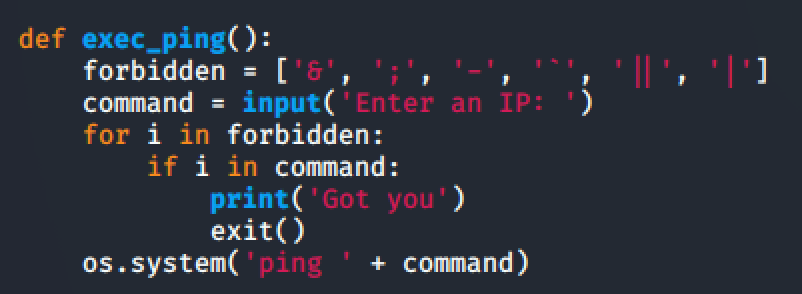 def exec_ping():
    forbidden = ['&', ';', '-', '`', '||', '|']
    command = input('Enter an IP: ')
    for i in forbidden:
        if i in command:
            print('Got you')
            exit()
    os.system('ping ' + command)